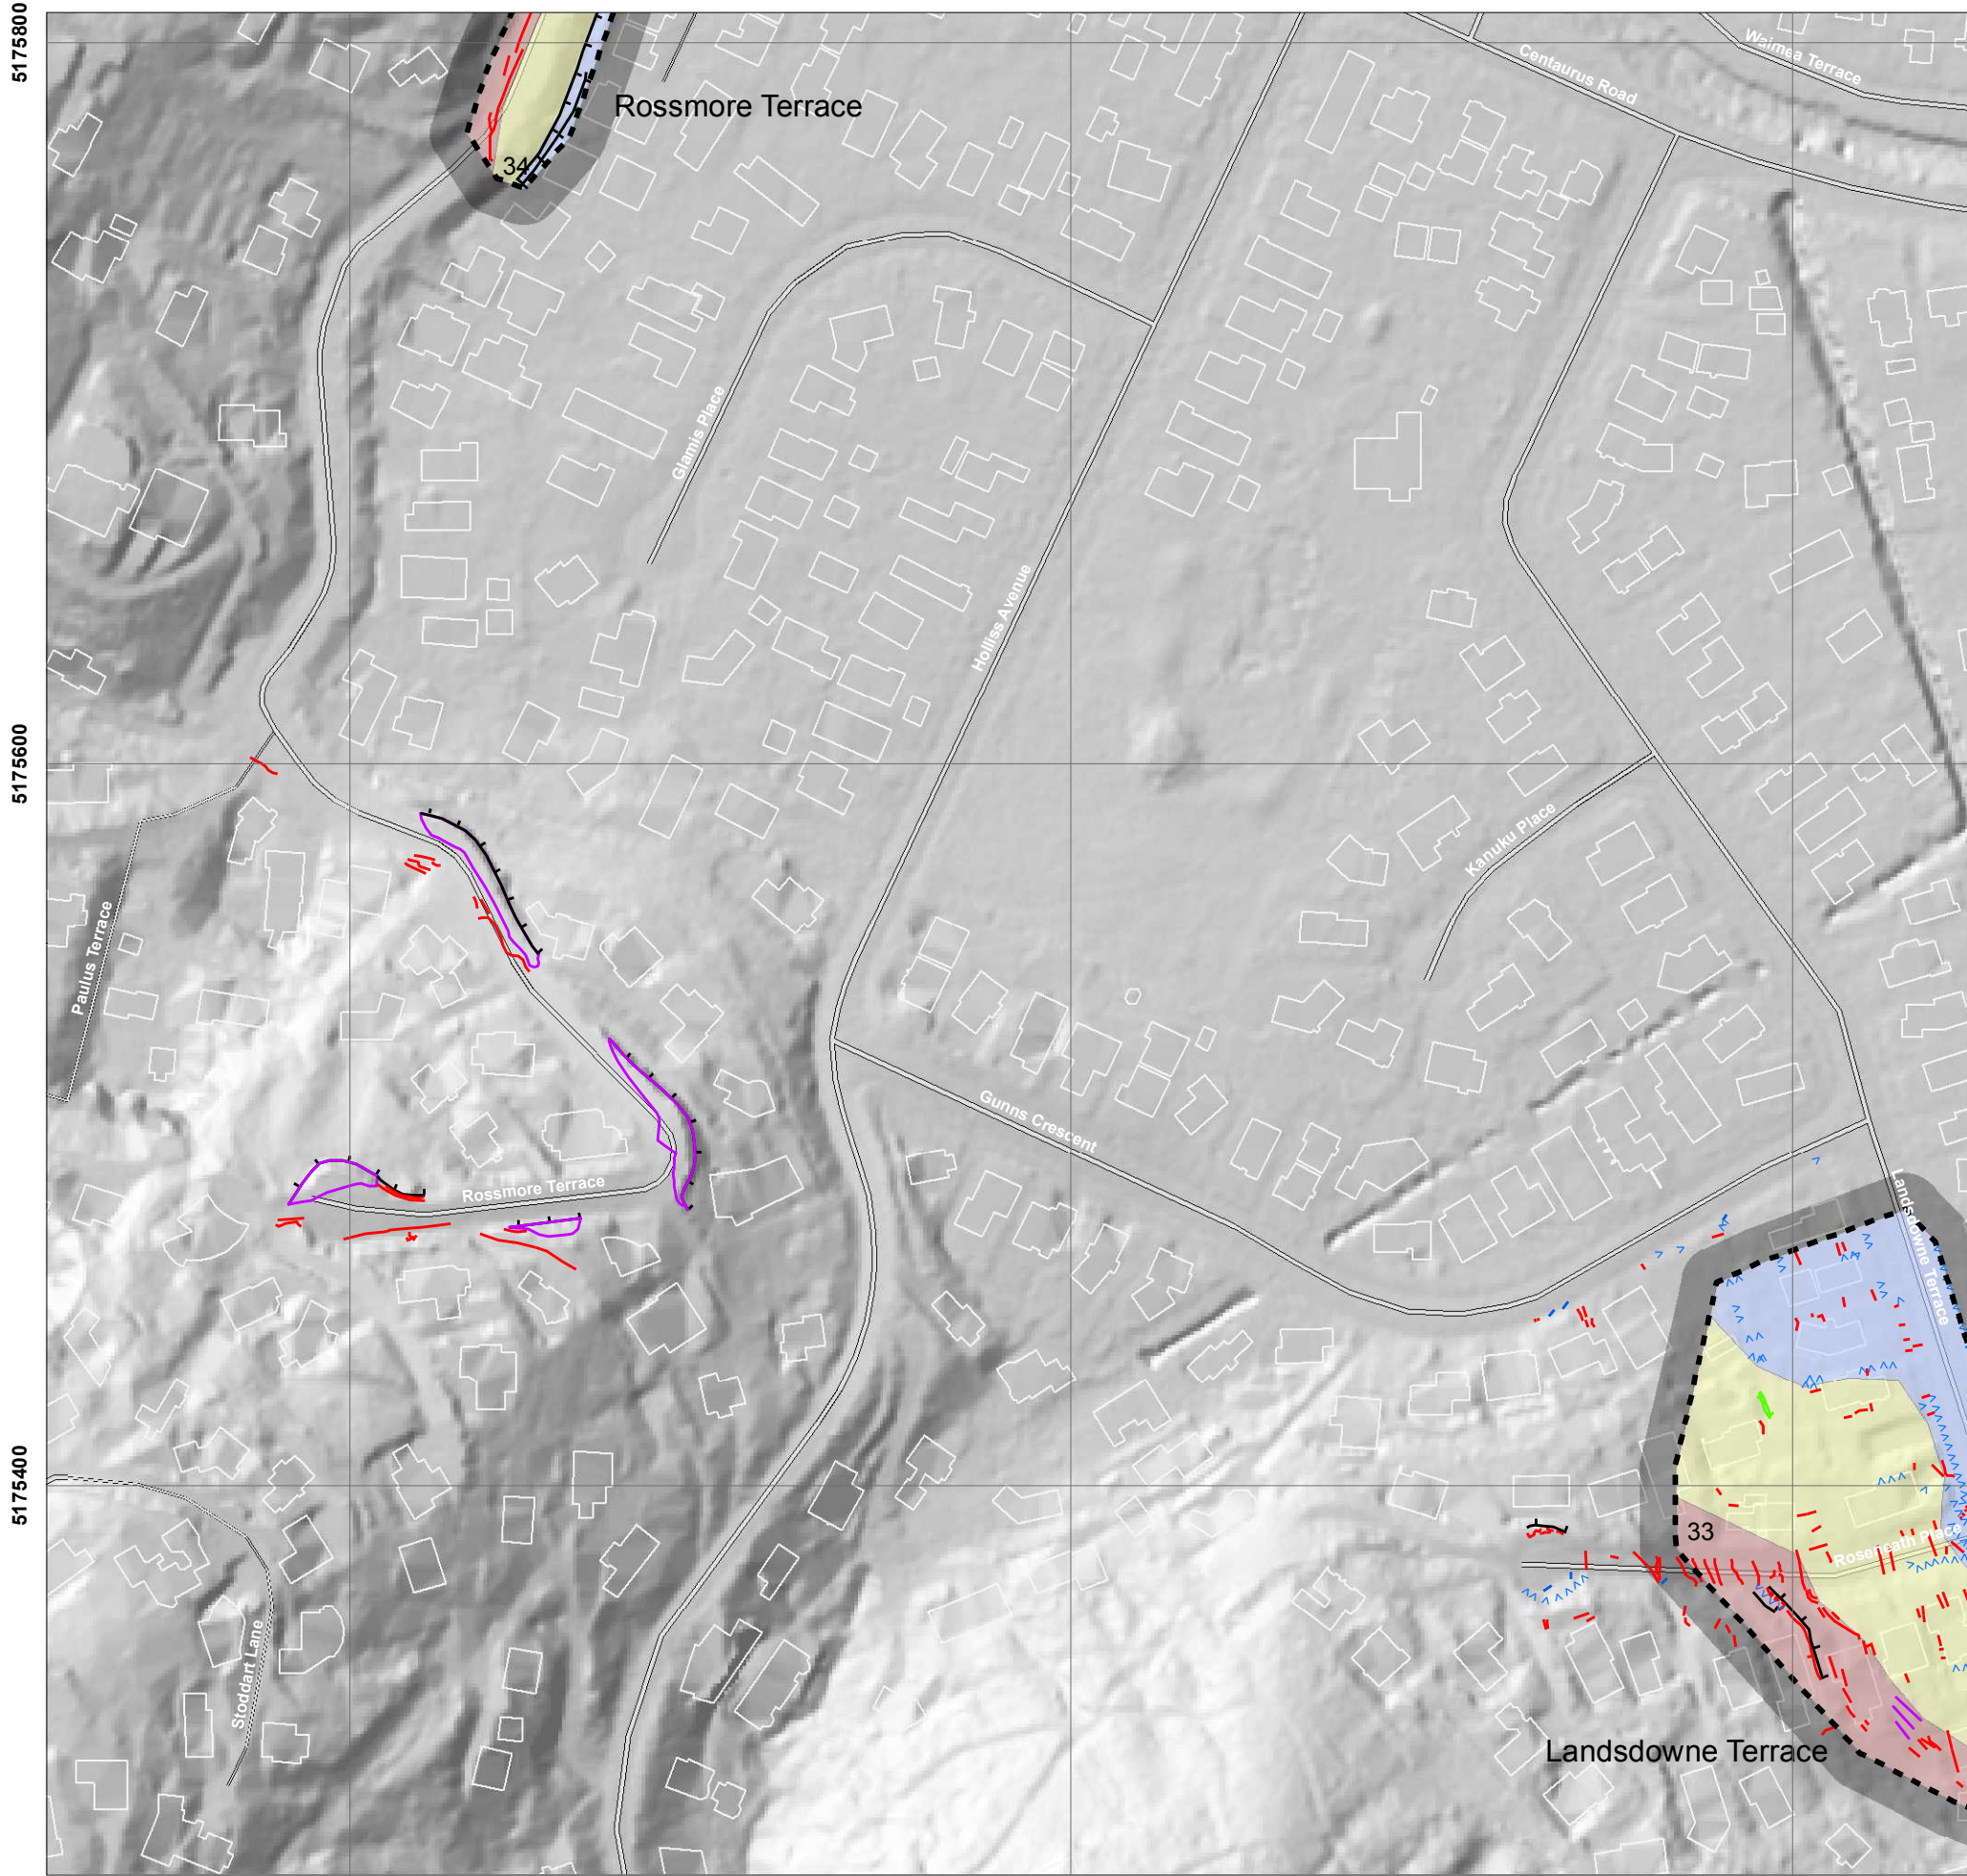 5175800
Centaurus Road
Waimea Terrace
Rossmore Terrace
34
Glamis Place
Holliss Avenue
5175600
Kanuku Place
Paulus Terrace
Gunns Crescent
Rossmore Terrace
Landsdowne Terrace
5175400
33
Roseneath Place
Stoddart Lane
Landsdowne Terrace